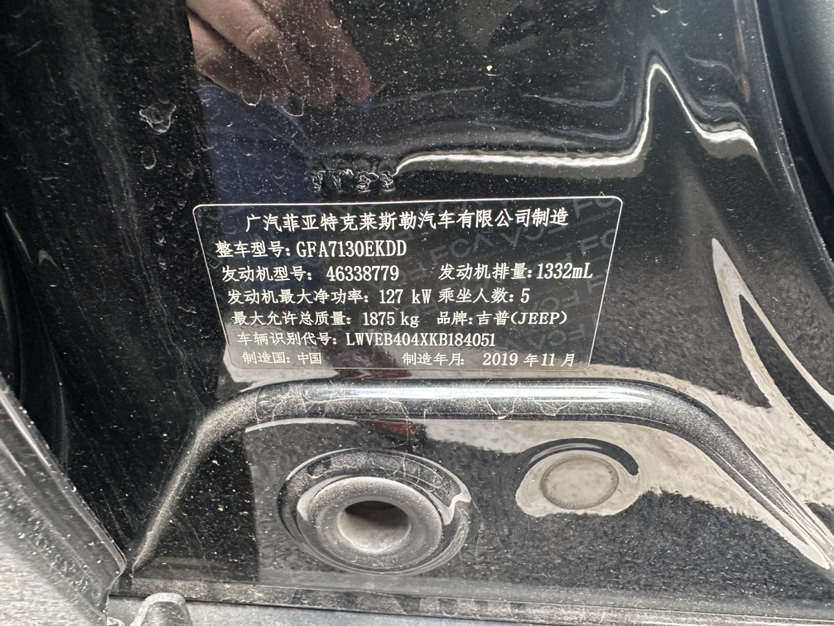 广汽菲亚特克莱斯勒汽车有限公司制造
整车型号: GFA7130EKDD
发动机型号: 46338779 发动机排量: 1332mL
发动机最大净功率: 127 kW 乘坐人数: 5
最大允许总质量: 1875 kg 品牌: 吉普(JEEP)
车辆识别代号: LWVEB404XKB184051
制造国: 中国 制造年月: 2019 年 11 月